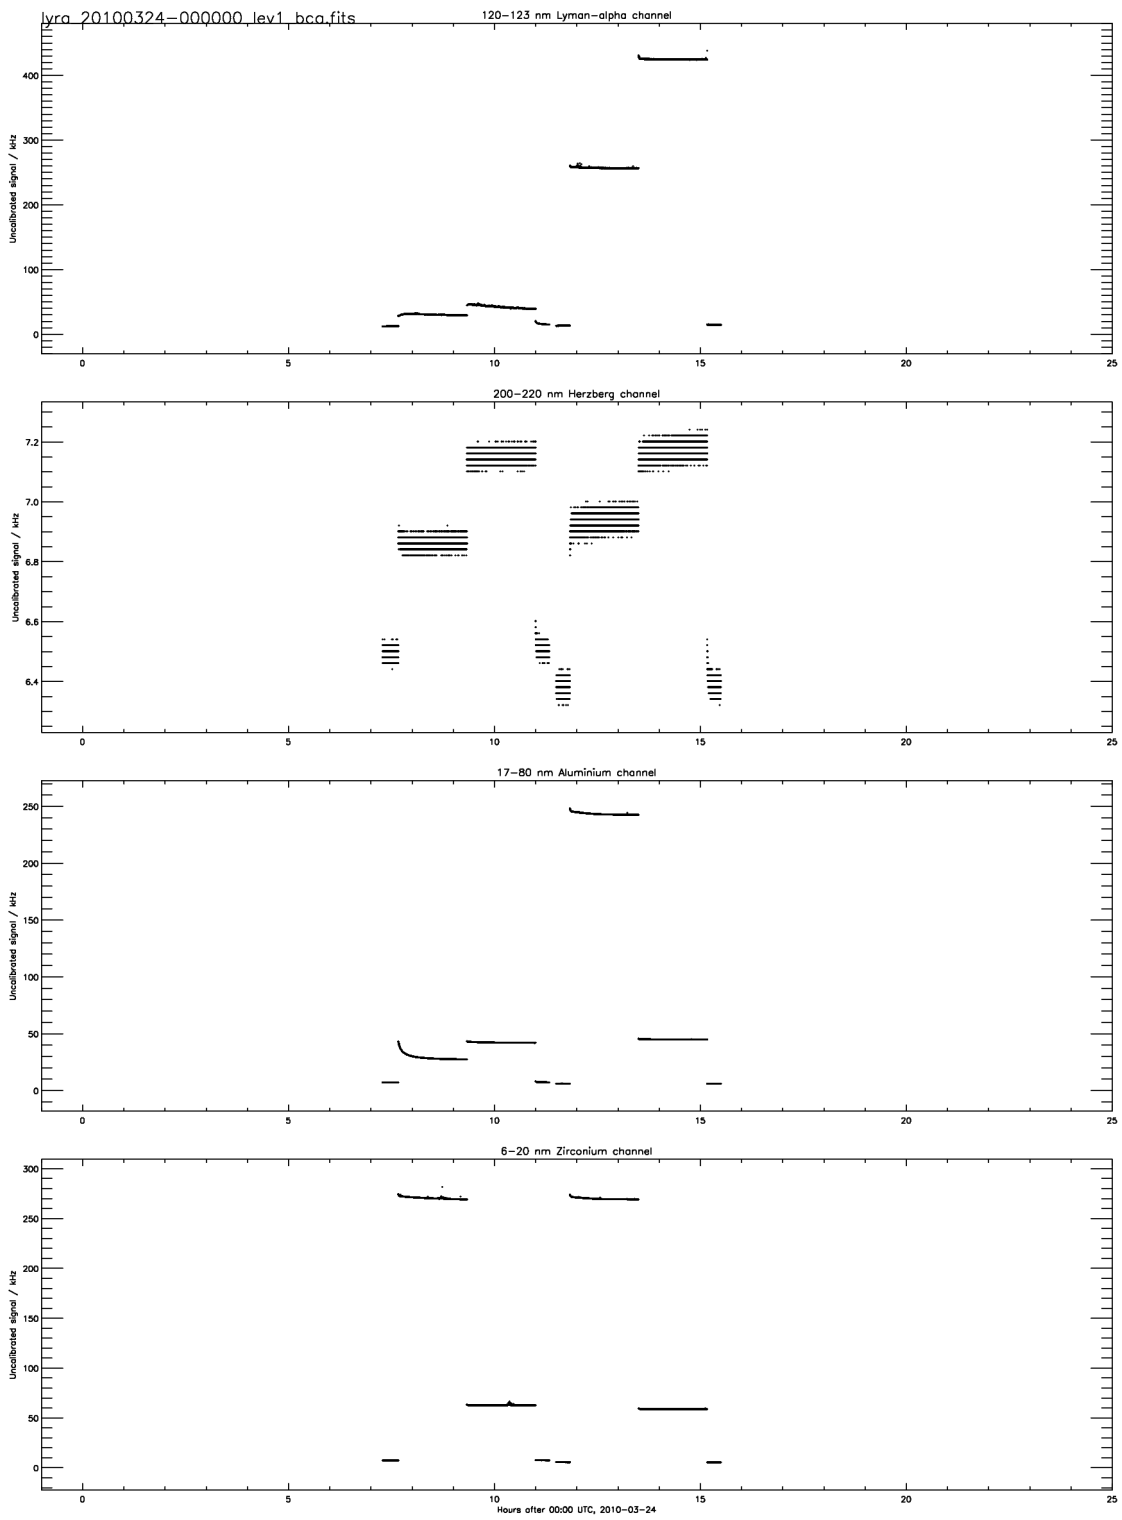 lyra_20100324-000000_lev1_bca.fits
120-123 nm Lyman-alpha channel
Uncalibrated signal / kHz
400
300
200
100
0
0 5 10 15 20 25
200-220 nm Herzberg channel
Uncalibrated signal / kHz
7.2
7.0
6.8
6.6
6.4
0 5 10 15 20 25
17-80 nm Aluminium channel
Uncalibrated signal / kHz
250
200
150
100
50
0
0 5 10 15 20 25
6-20 nm Zirconium channel
Uncalibrated signal / kHz
300
250
200
150
100
50
0
0 5 10 15 20 25
Hours after 00:00 UTC, 2010-03-24